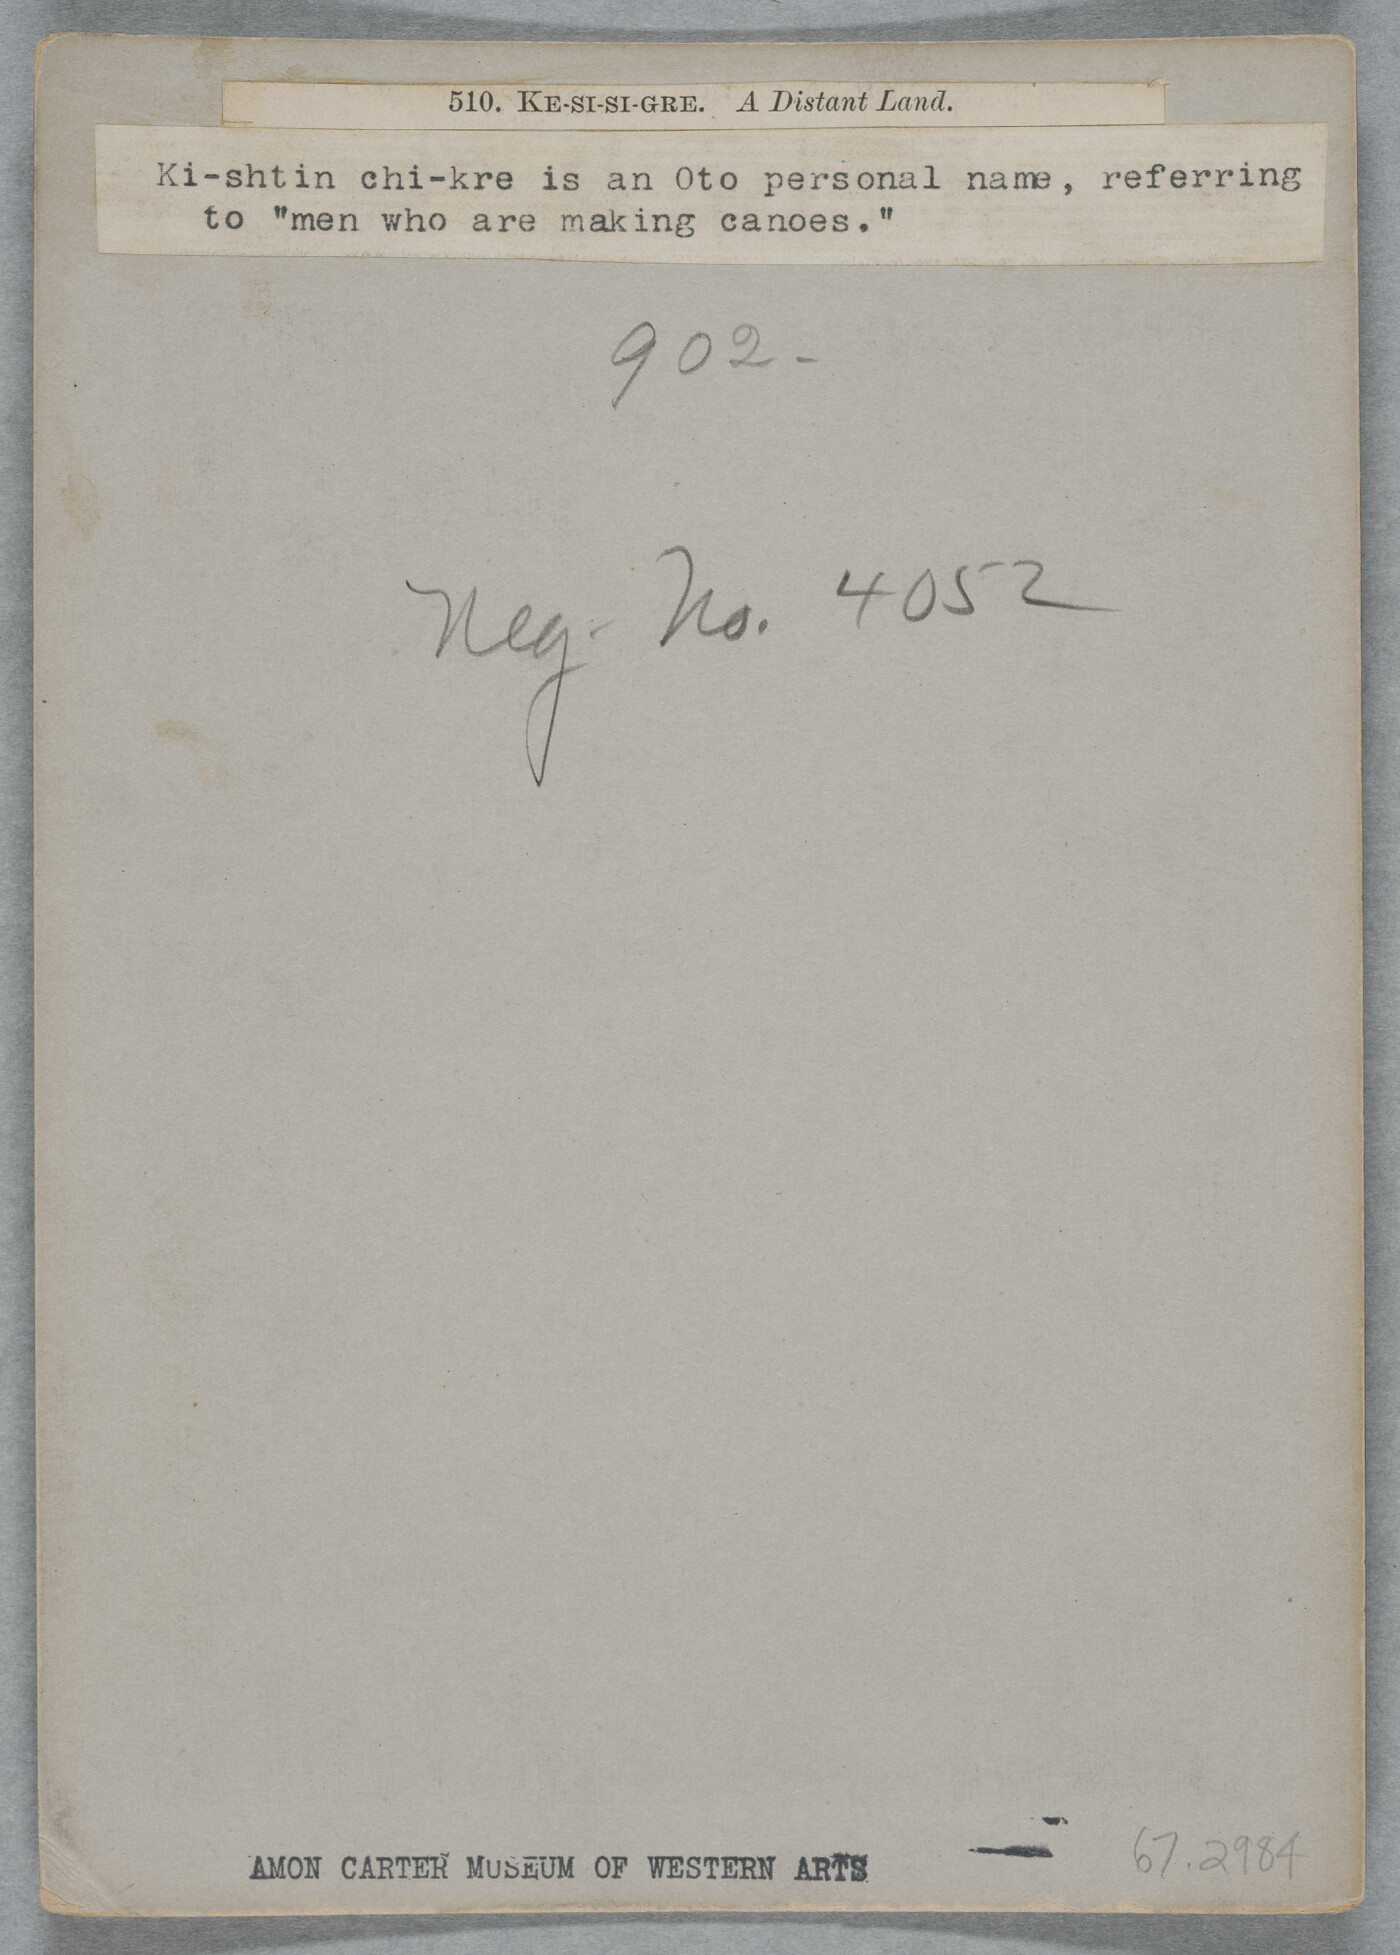 510. KE-SI-SI-GRE. A Distant Land.
Ki-shtin chi-kre is an Oto personal name, referring
to "men who are making canoes."
902-
Neg. No. 4052
AMON CARTER MUSEUM OF WESTERN ARTS
67.2984